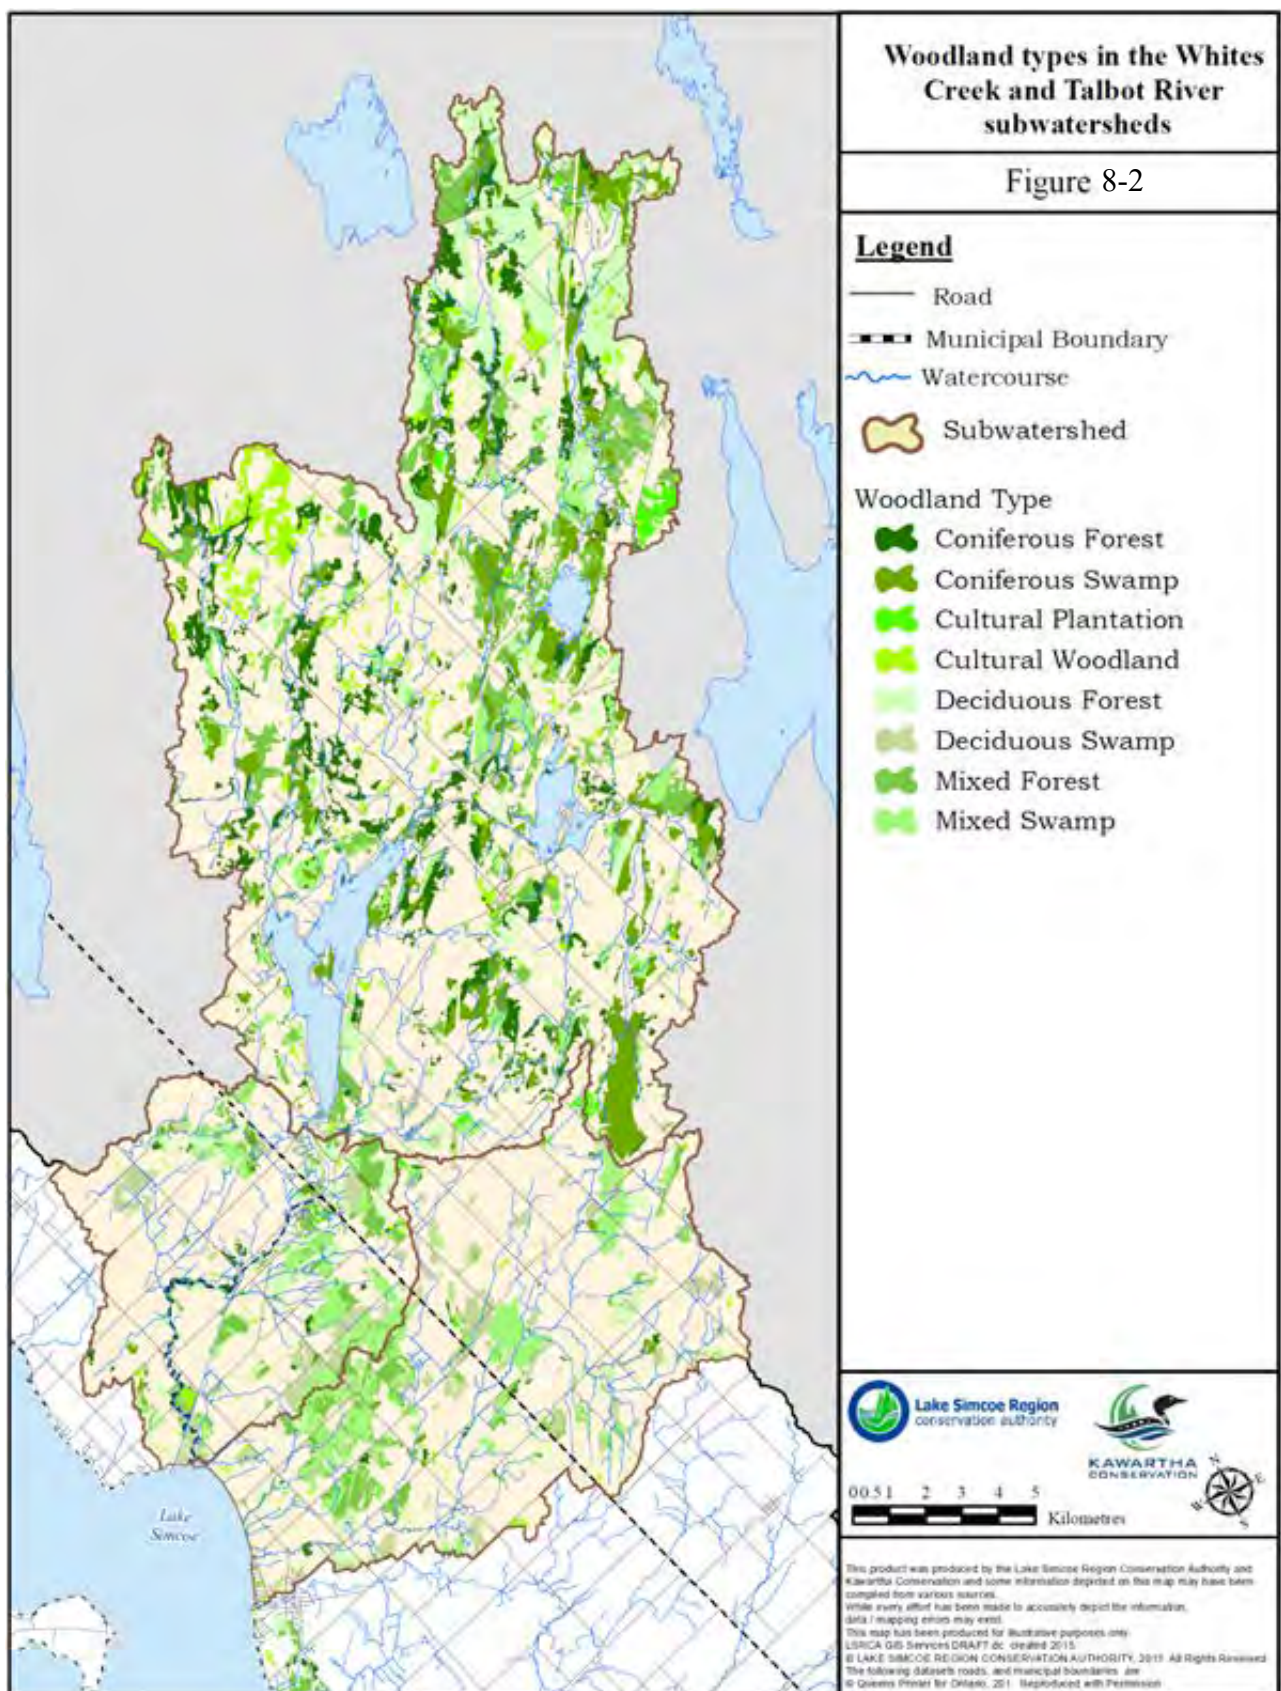 Woodland types in the Whites
Creek and Talbot River
subwatersheds
Figure 8-2
Legend
Road
Municipal Boundary
Watercourse
Subwatershed
Woodland Type
Coniferous Forest
Coniferous Swamp
Cultural Plantation
Cultural Woodland
Deciduous Forest
Deciduous Swamp
Mixed Forest
Mixed Swamp
Lake
Simcoe
Lake Simcoe Region
conservation authority
KAWARTHA
CONSERVATION
N
E
W
S
0 0.5 1 2 3 4 5
Kilometres
This product was produced by the Lake Simcoe Region Conservation Authority and
Kawartha Conservation and some information depicted on this map may have been
compiled from various sources.
While every effort has been made to accurately depict the information,
data / mapping errors may exist.
This map has been produced for illustrative purposes only.
LSRCA GIS Services DRAFT dc created 2015.
© LAKE SIMCOE REGION CONSERVATION AUTHORITY, All Rights Reserved
The following datasets roads, and municipal boundaries are
© Queens Printer for Ontario, 201 Reproduced with Permission